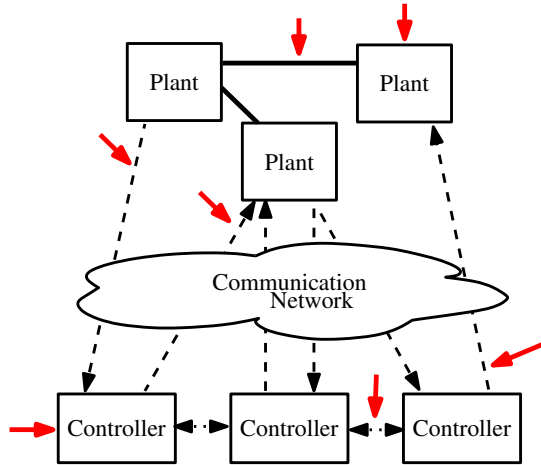 Plant
Plant
Plant
Communication
Network
Controller
Controller
Controller